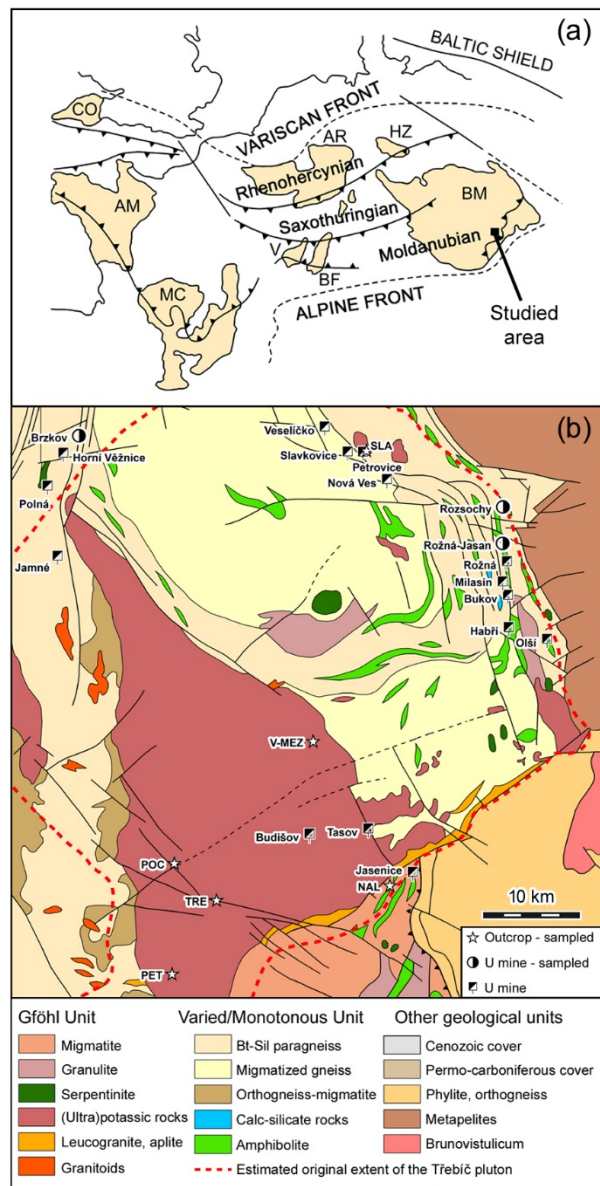 (a)
BALTIC SHIELD
CO
VARISCAN FRONT
AR
HZ
Rhenohercynian
AM
BM
Saxothuringian
V
Moldanubian
BF
MC
ALPINE FRONT
Studied
area
(b)
Brzkov
Horní Věžnice
Polná
Jamné
Veselíčko
Slavkovice
SLA
Petrovice
Nová Ves
Rozsochy
Rožná-Jasan
Rožná
Milasín
Bukov
Habří
Olší
V-MEZ
Budišov
Tasov
POC
Jasenice
NAL
TRE
PET
10 km
Outcrop - sampled
U mine - sampled
U mine
Gföhl Unit
Migmatite
Granulite
Serpentinite
(Ultra)potassic rocks
Leucogranite, aplite
Granitoids
Varied/Monotonous Unit
Bt-Sil paragneiss
Migmatized gneiss
Orthogneiss-migmatite
Calc-silicate rocks
Amphibolite
Other geological units
Cenozoic cover
Permo-carboniferous cover
Phylite, orthogneiss
Metapelites
Brunovistulicum
Estimated original extent of the Třebíč pluton